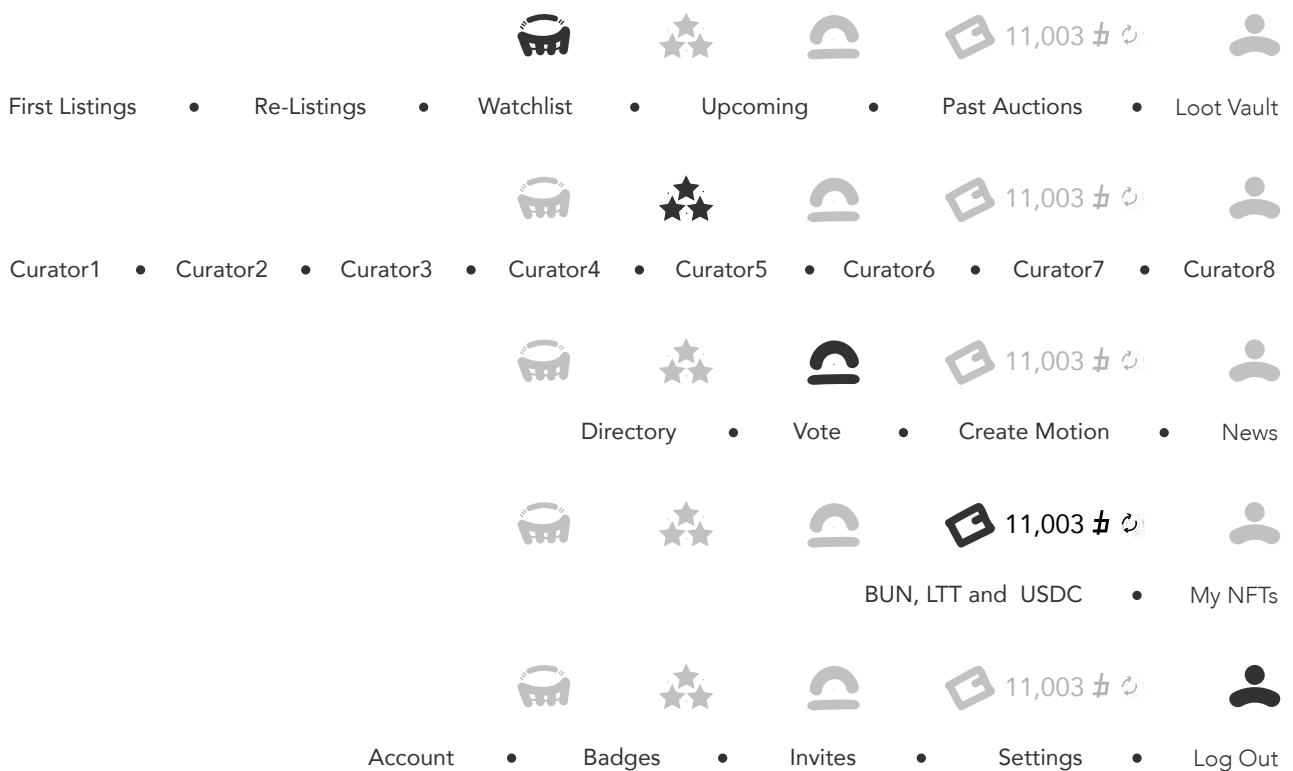 11,003
First Listings • Re-Listings • Watchlist • Upcoming • Past Auctions • Loot Vault
11,003
Curator1 • Curator2 • Curator3 • Curator4 • Curator5 • Curator6 • Curator7 • Curator8
11,003
Directory • Vote • Create Motion • News
11,003
BUN, LTT and USDC • My NFTs
11,003
Account • Badges • Invites • Settings • Log Out